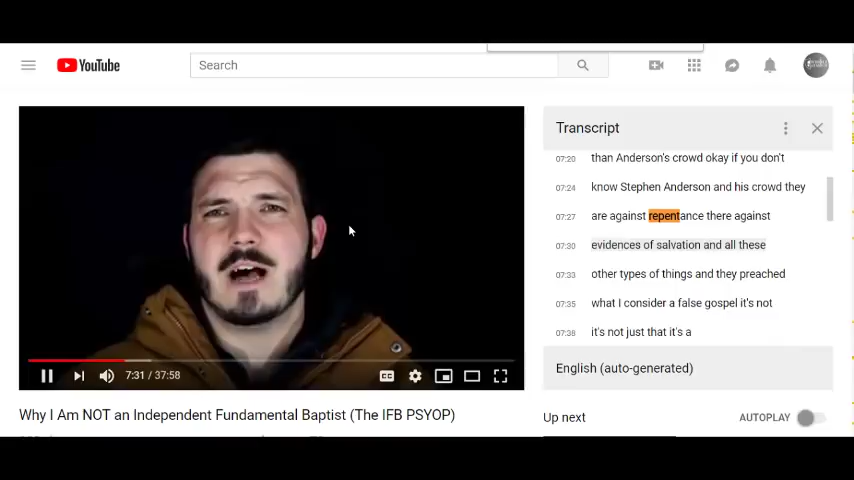 YouTube
Search
Transcript
07:20 than Anderson's crowd okay if you don't
07:24 know Stephen Anderson and his crowd they
07:27 are against repentance there against
07:30 evidences of salvation and all these
07:33 other types of things and they preached
07:35 what I consider a false gospel it's not
07:38 it's not just that it's a
7:31 / 37:58
English (auto-generated)
Why I Am NOT an Independent Fundamental Baptist (The IFB PSYOP)
Up next
AUTOPLAY